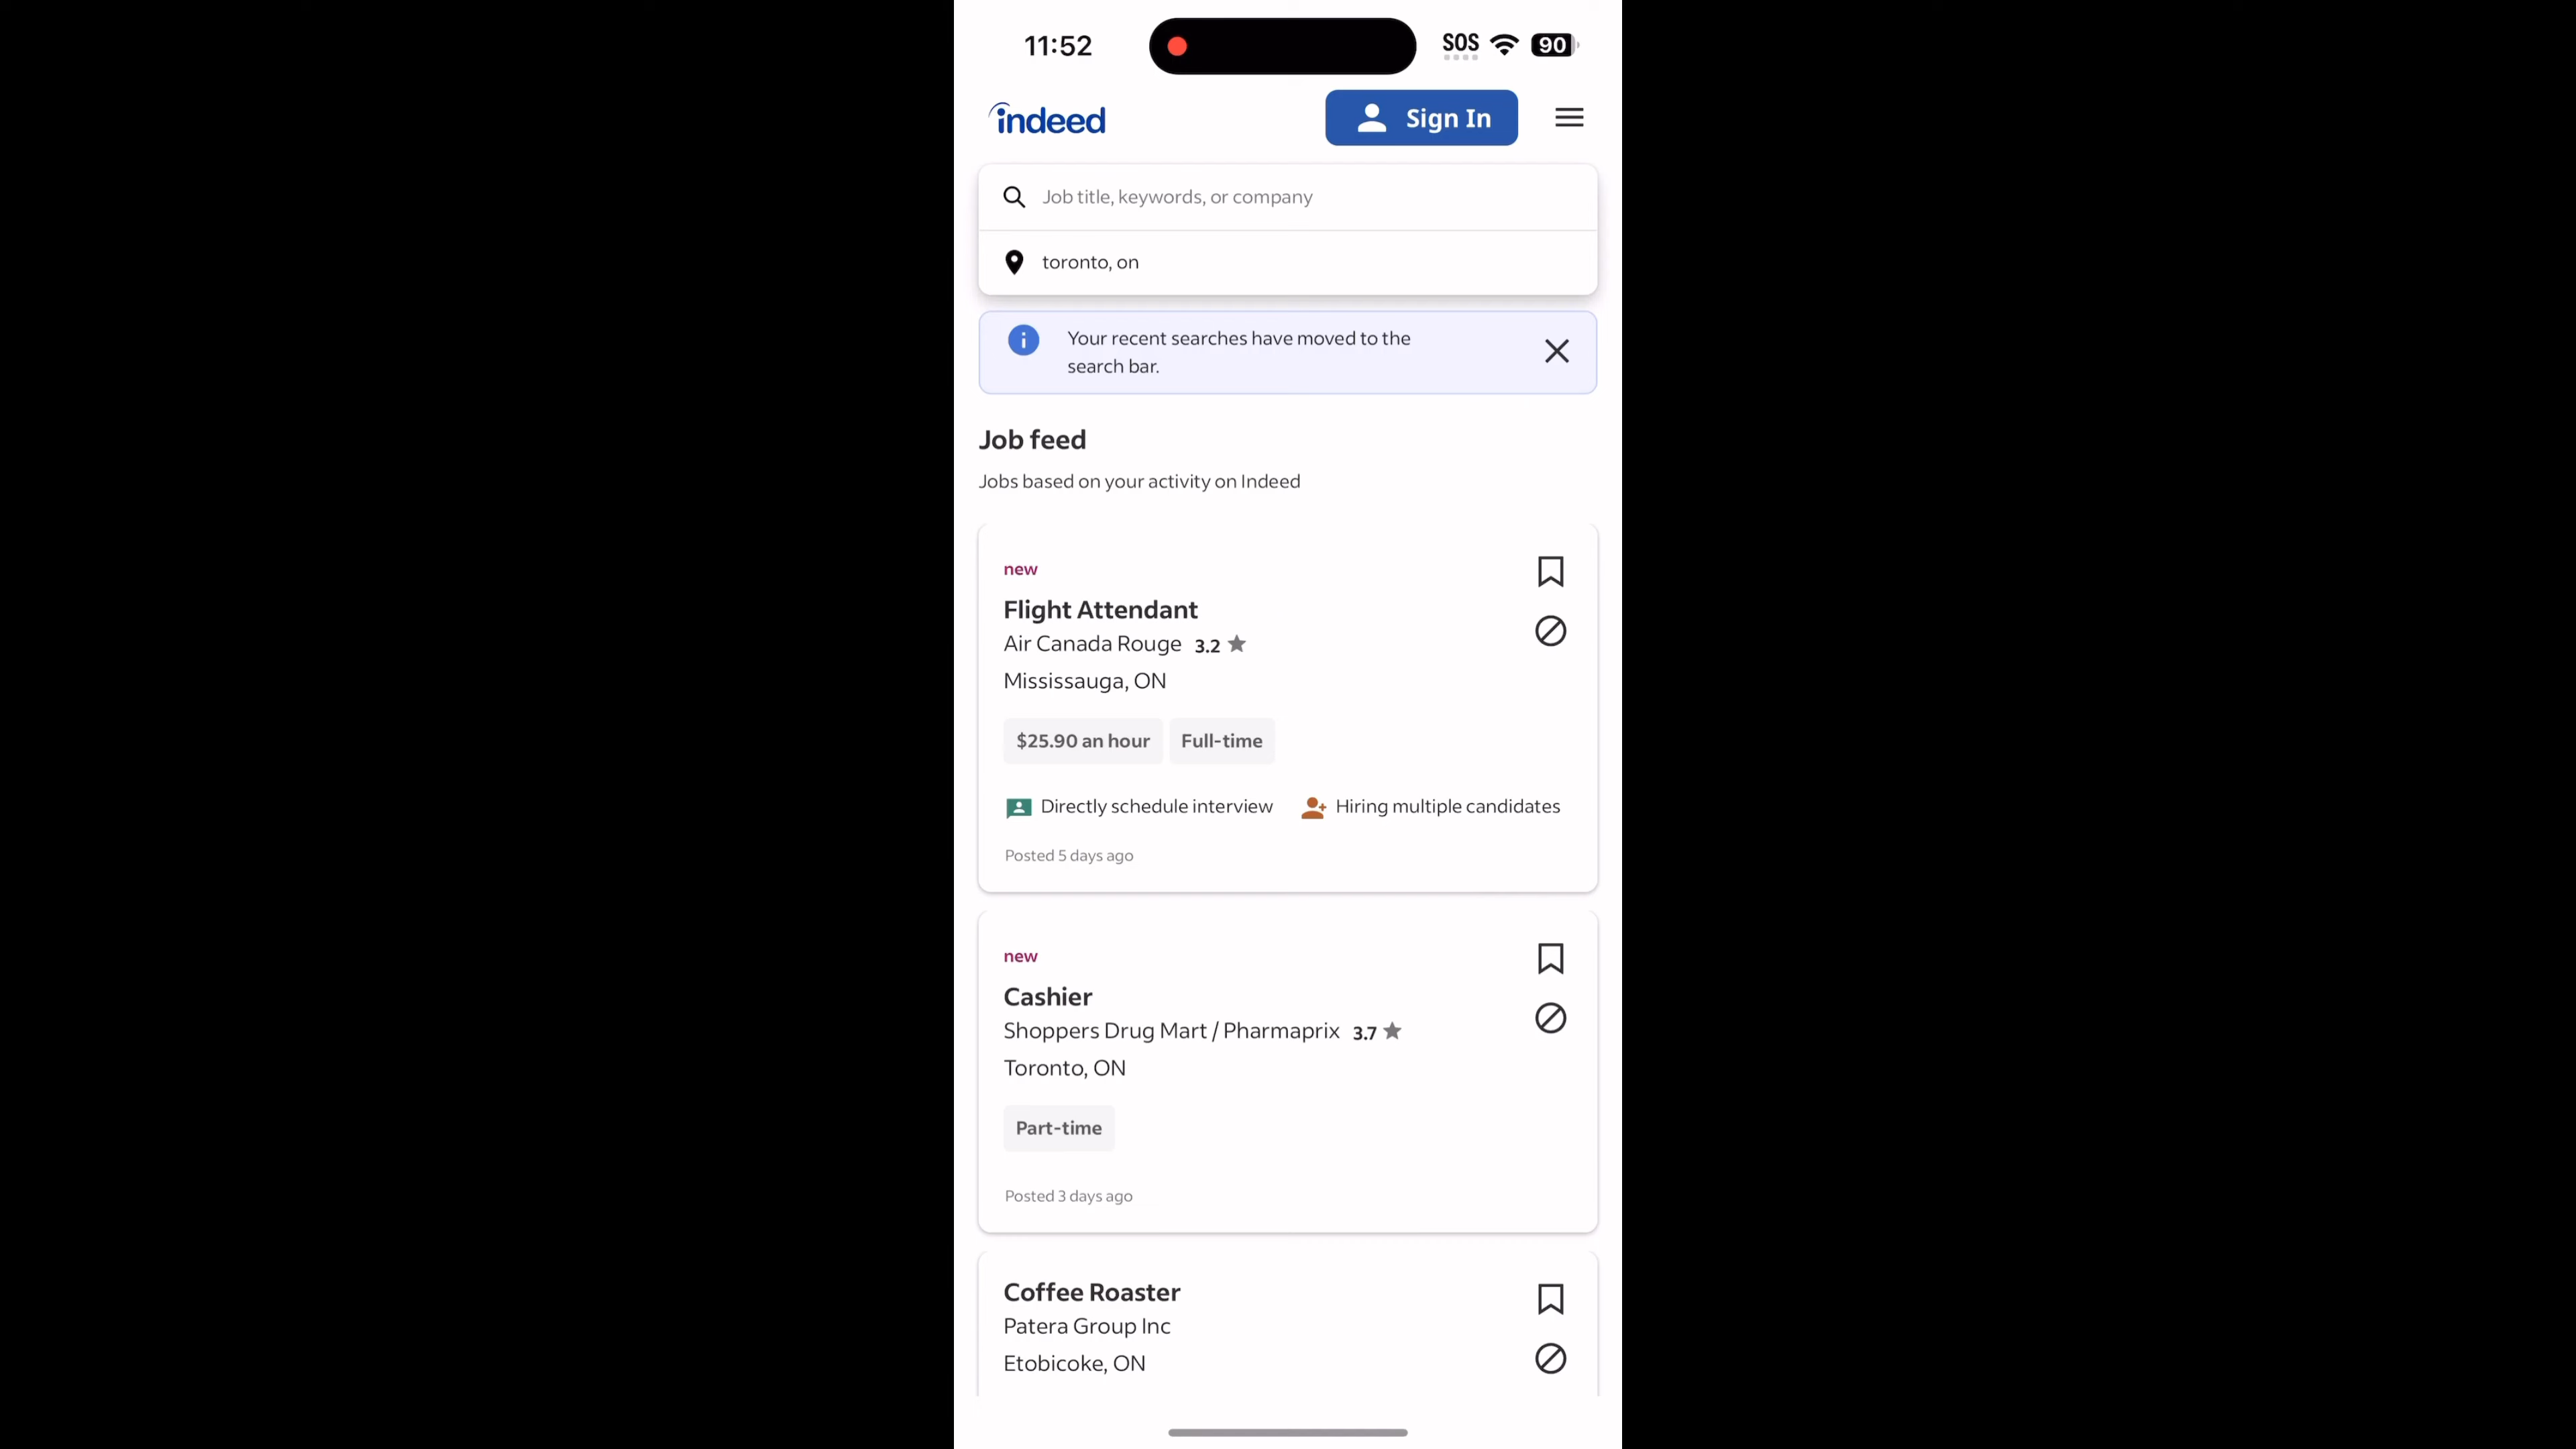 11:52 SOS 90
indeed Sign In
Job title, keywords, or company
toronto, on
Your recent searches have moved to the
search bar.
Job feed
Jobs based on your activity on Indeed
new
Flight Attendant
Air Canada Rouge 3.2
Mississauga, ON
$25.90 an hour Full-time
Directly schedule interview Hiring multiple candidates
Posted 5 days ago
new
Cashier
Shoppers Drug Mart / Pharmaprix 3.7
Toronto, ON
Part-time
Posted 3 days ago
Coffee Roaster
Patera Group Inc
Etobicoke, ON